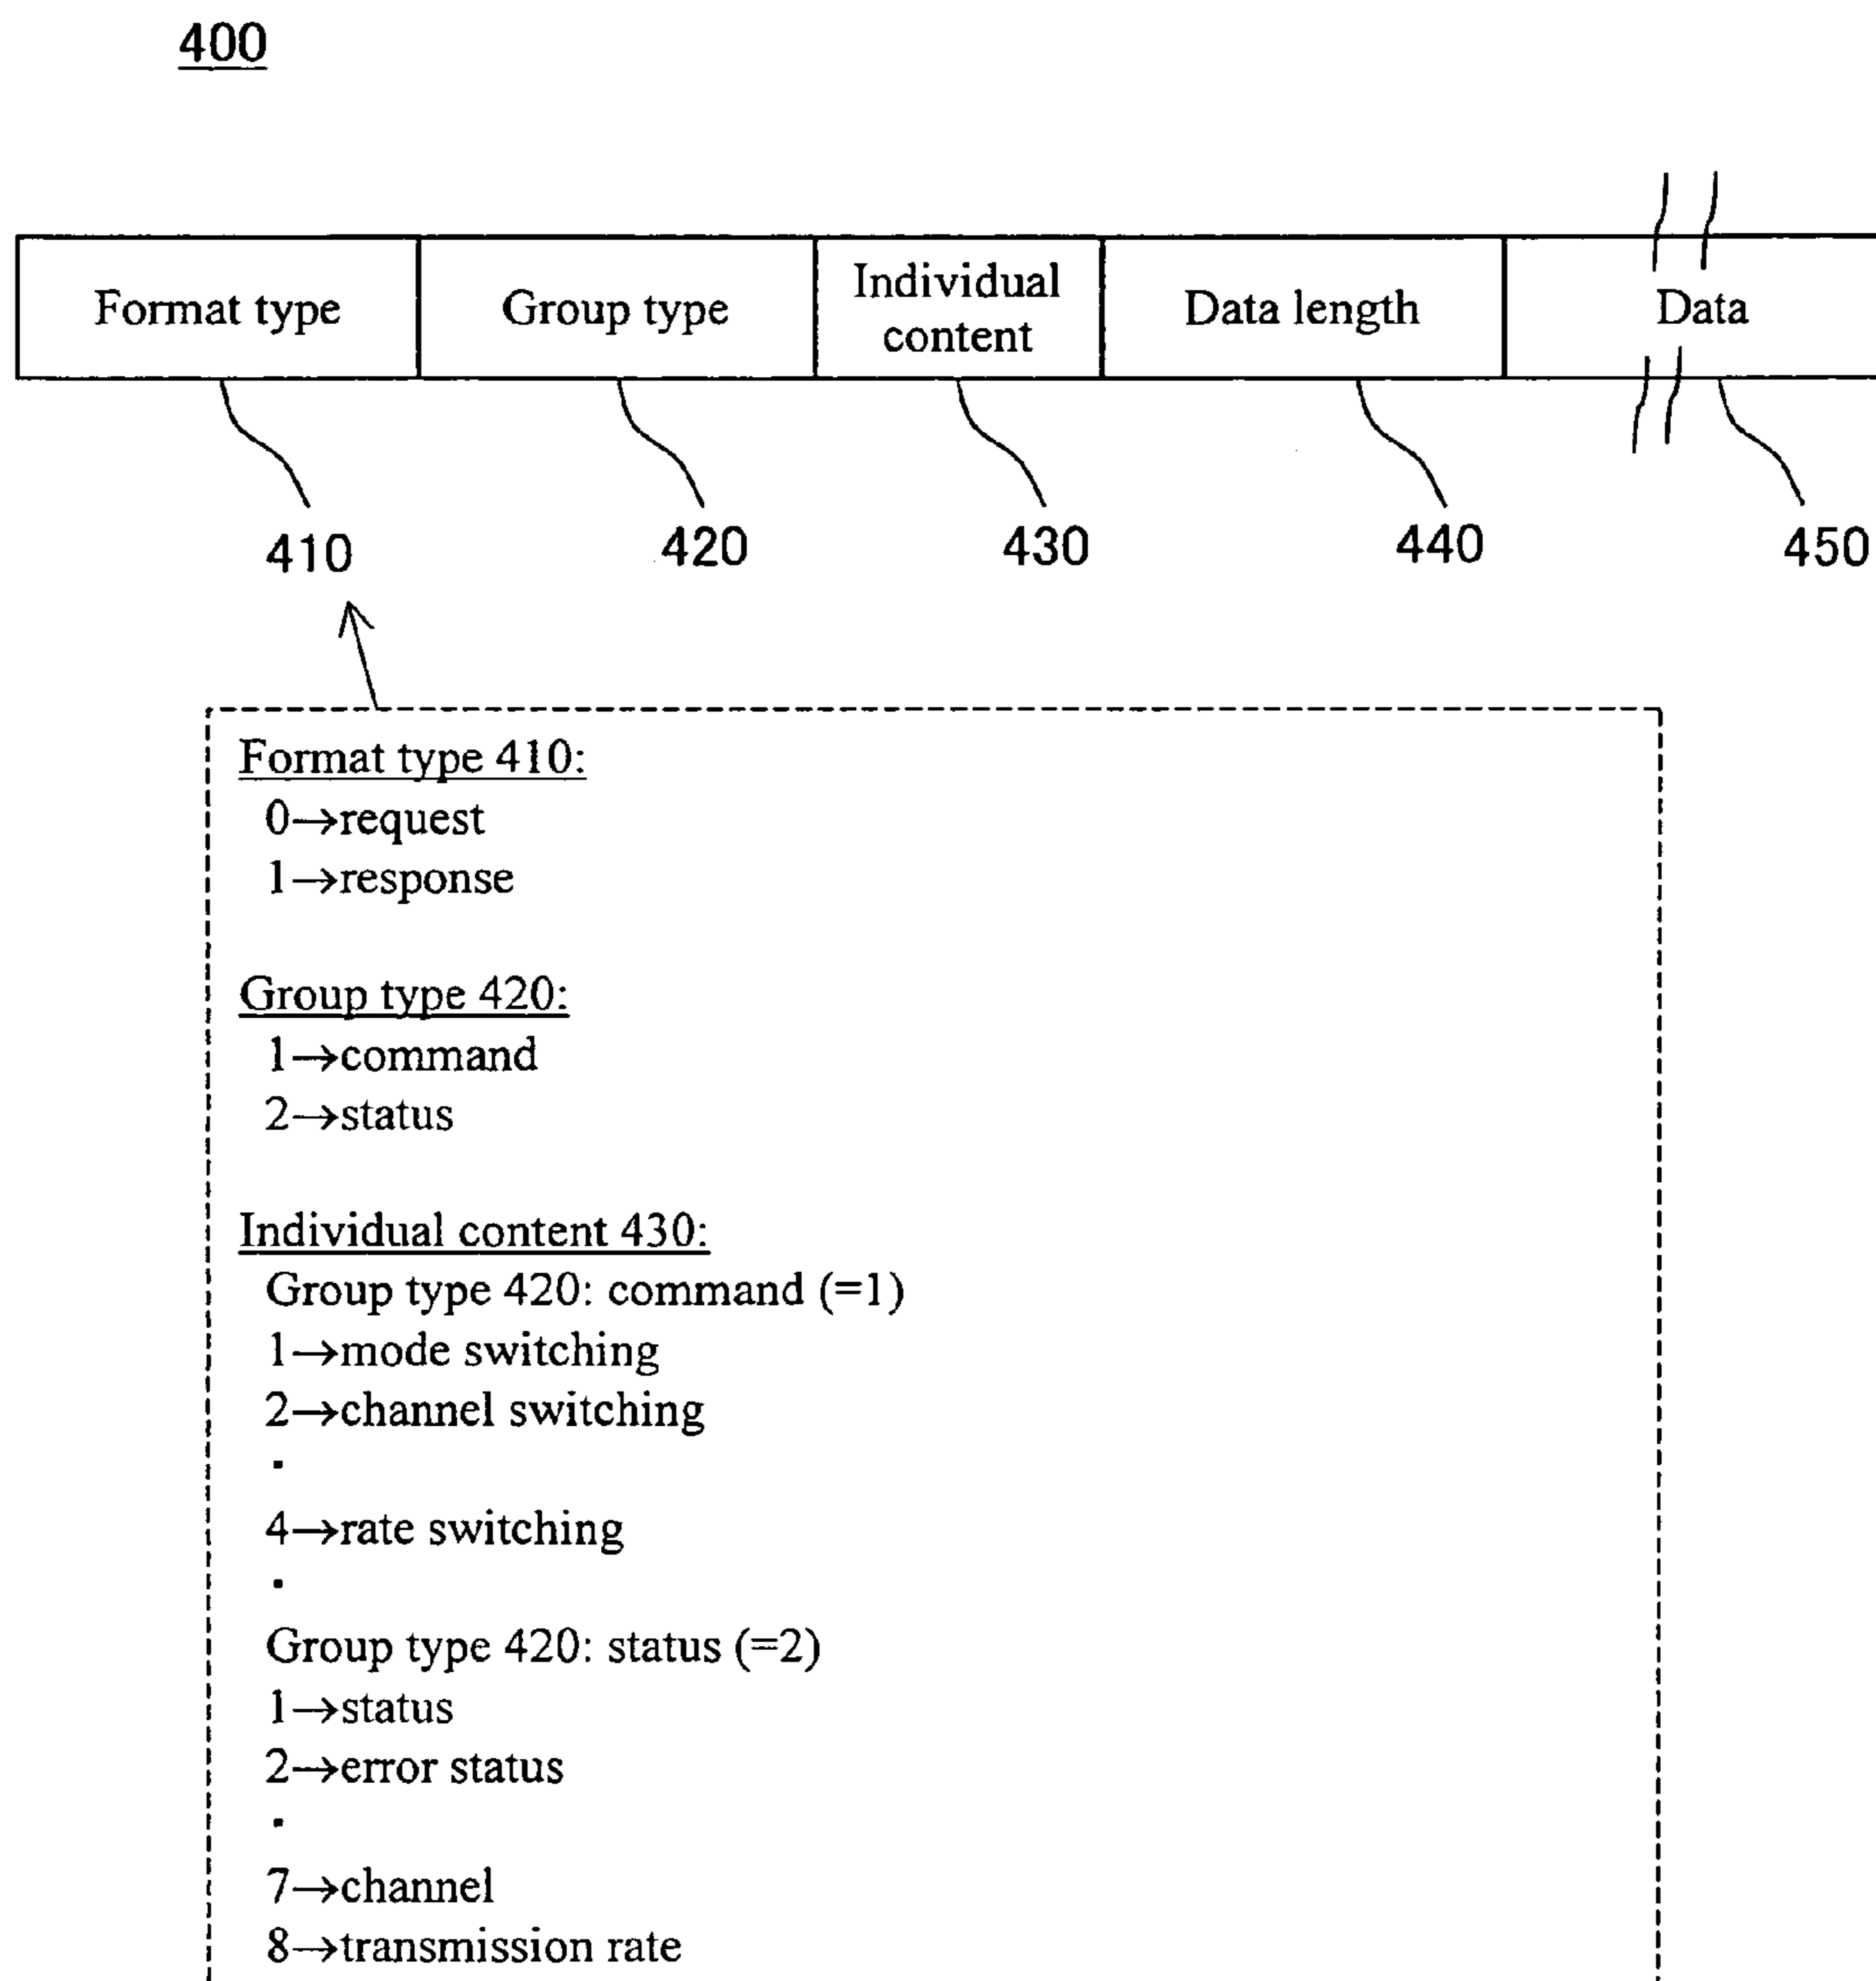 400
Format type
Group type
Individual
content
Data length
Data
410
420
430
440
450
Format type 410:
0→request
1→response
Group type 420:
1→command
2→status
Individual content 430:
Group type 420: command (=1)
1→mode switching
2→channel switching
.
4→rate switching
.
Group type 420: status (=2)
1→status
2→error status
.
7→channel
8→transmission rate